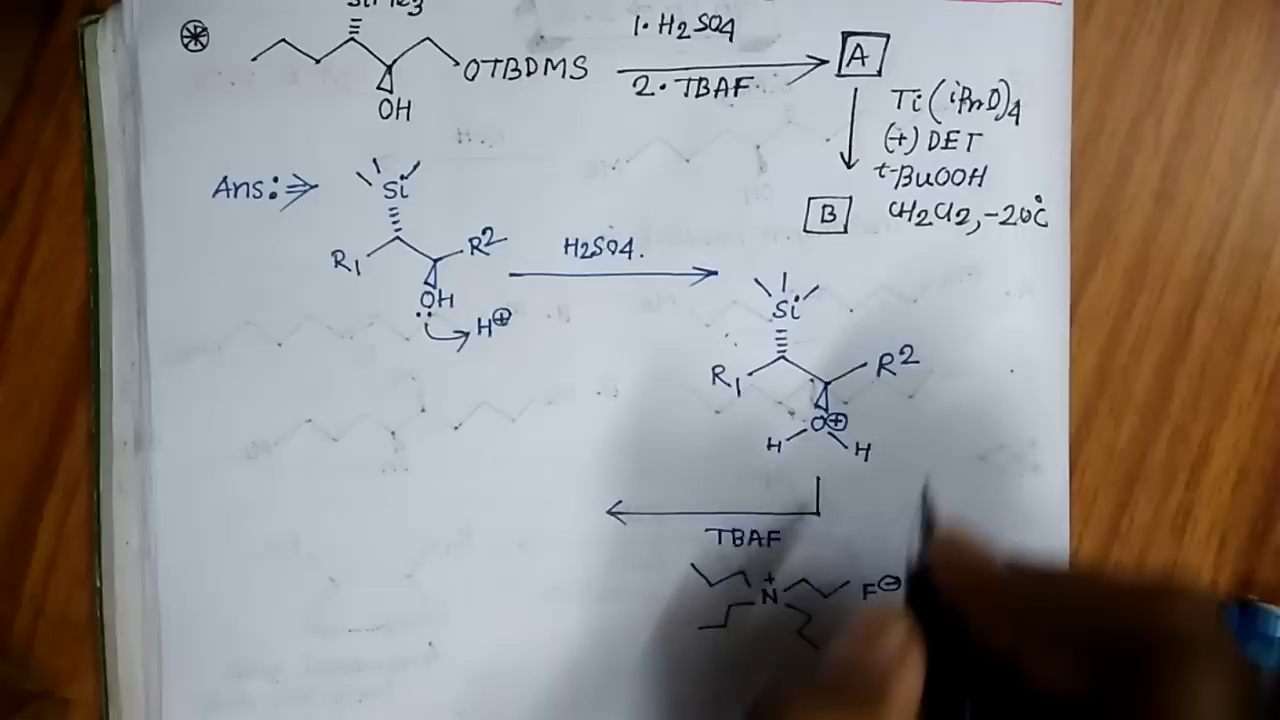 SiMe3
1. H2SO4
A
OTBDMS
2. TBAF
OH
Ti(iPrO)4
(+) DET
t-BuOOH
CH2Cl2, -20°C
B
Ans:⇒
Si
R1
R2
OH
H⊕
H2SO4.
Si
R1
R2
O⊕
H H
TBAF
N+
F⊖